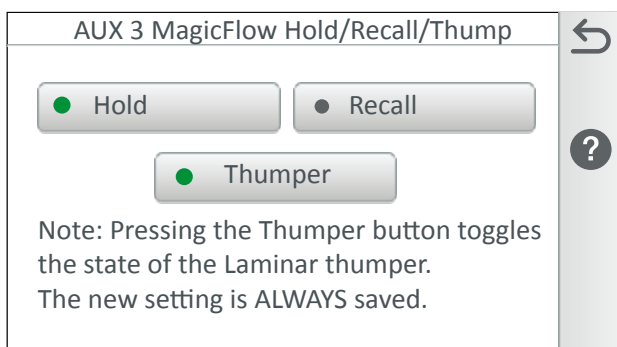 AUX 3 MagicFlow Hold/Recall/Thump
Hold
Recall
Thumper
?
Note: Pressing the Thumper button toggles
the state of the Laminar thumper.
The new setting is ALWAYS saved.